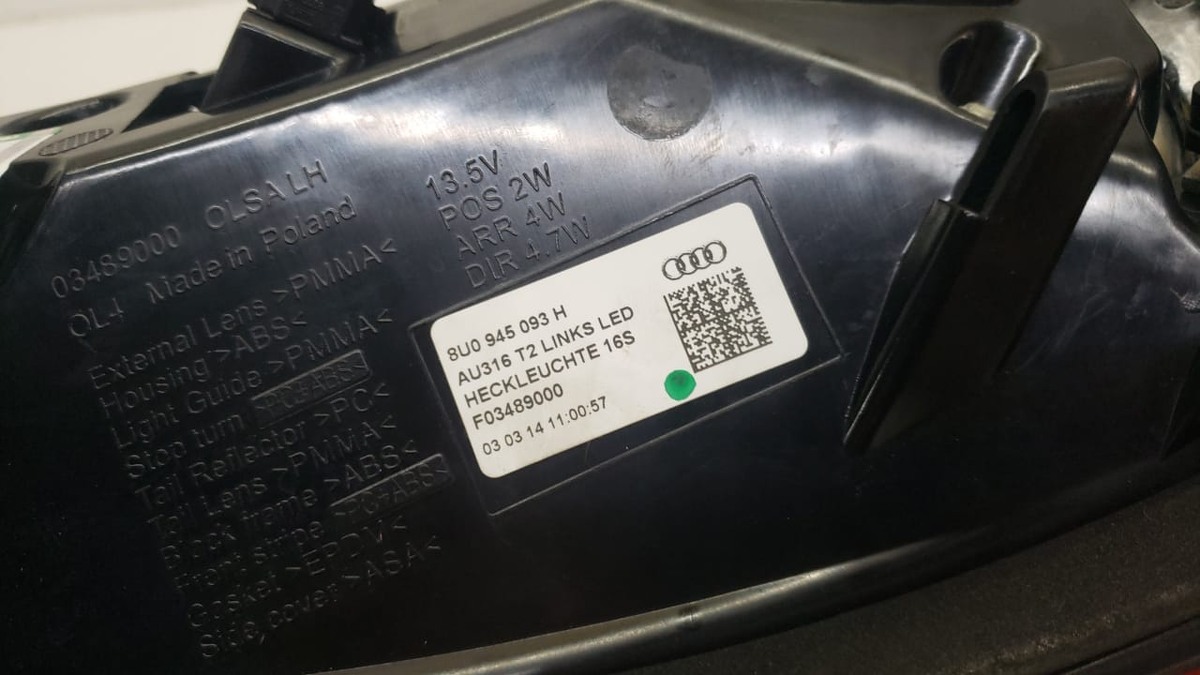 03489000 OLSA LH
OL4 Made in Poland
External Lens >PMMA<
Housing >ABS<
Light Guide >PMMA<
Stop turn >PC+ABS<
Tail Reflector >PC<
Tail Lens >PMMA<
Block frame >ABS<
Front stripe >PC+ABS<
Gasket >EPDM<
Side cover >ASA<
13.5V
POS 2W
ARR 4W
DIR 4.7W
8U0 945 093 H
AU316 T2 LINKS LED
HECKLEUCHTE 16S
F03489000
03 03 14 11:00:57